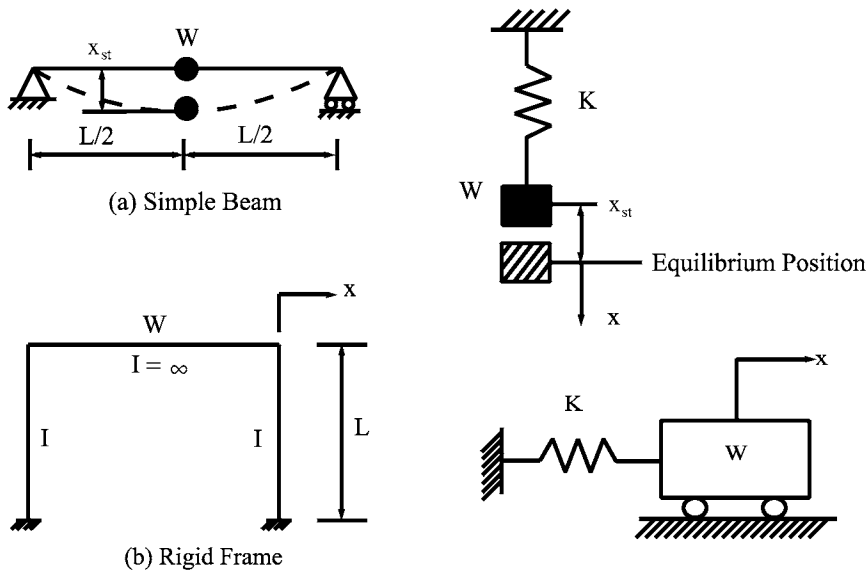 W
x_st
L/2 L/2
(a) Simple Beam
x
W
I = ∞
I I L
(b) Rigid Frame
K
W
x_st
Equilibrium Position
x
x
K
W